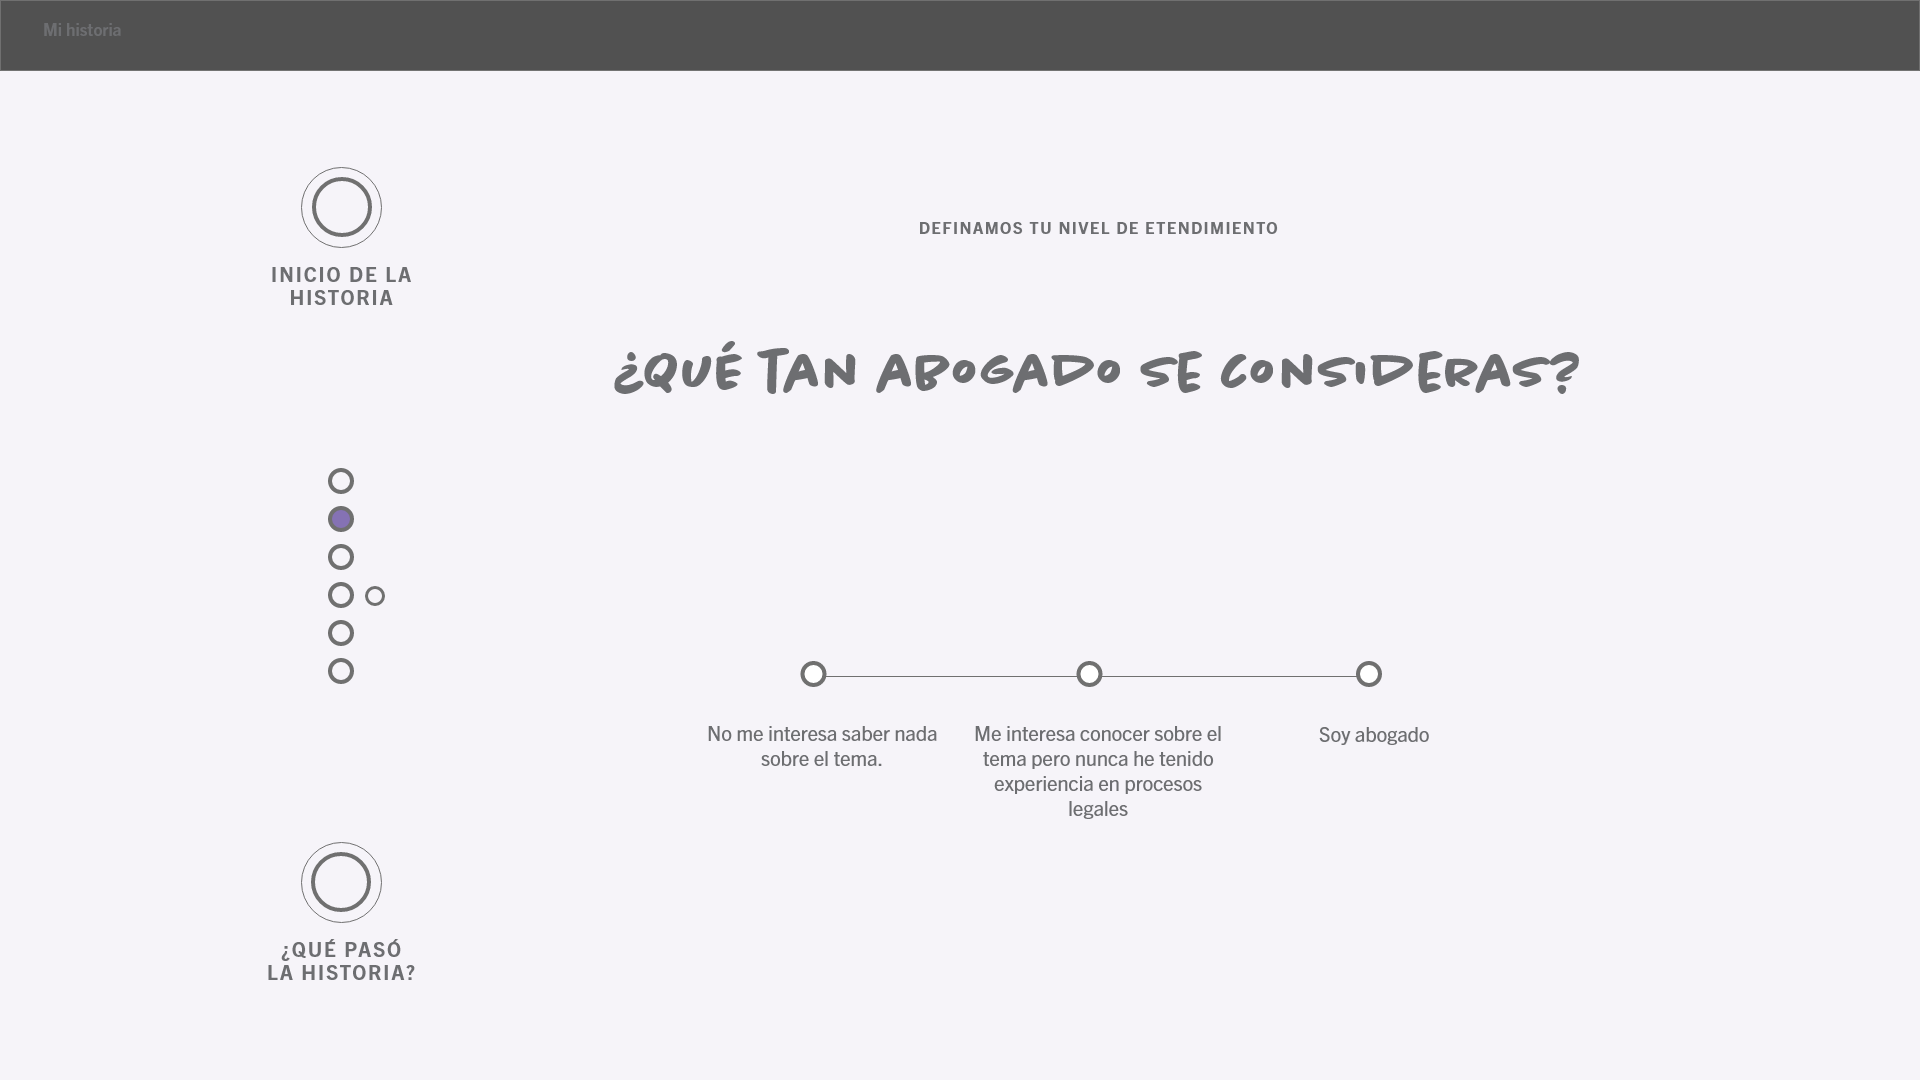 Mi historia
INICIO DE LA
HISTORIA
DEFINAMOS TU NIVEL DE ETENDIMIENTO
¿QUÉ TAN ABOGADO SE CONSIDERAS?
No me interesa saber nada
sobre el tema.
Me interesa conocer sobre el
tema pero nunca he tenido
experiencia en procesos
legales
Soy abogado
¿QUÉ PASÓ
LA HISTORIA?